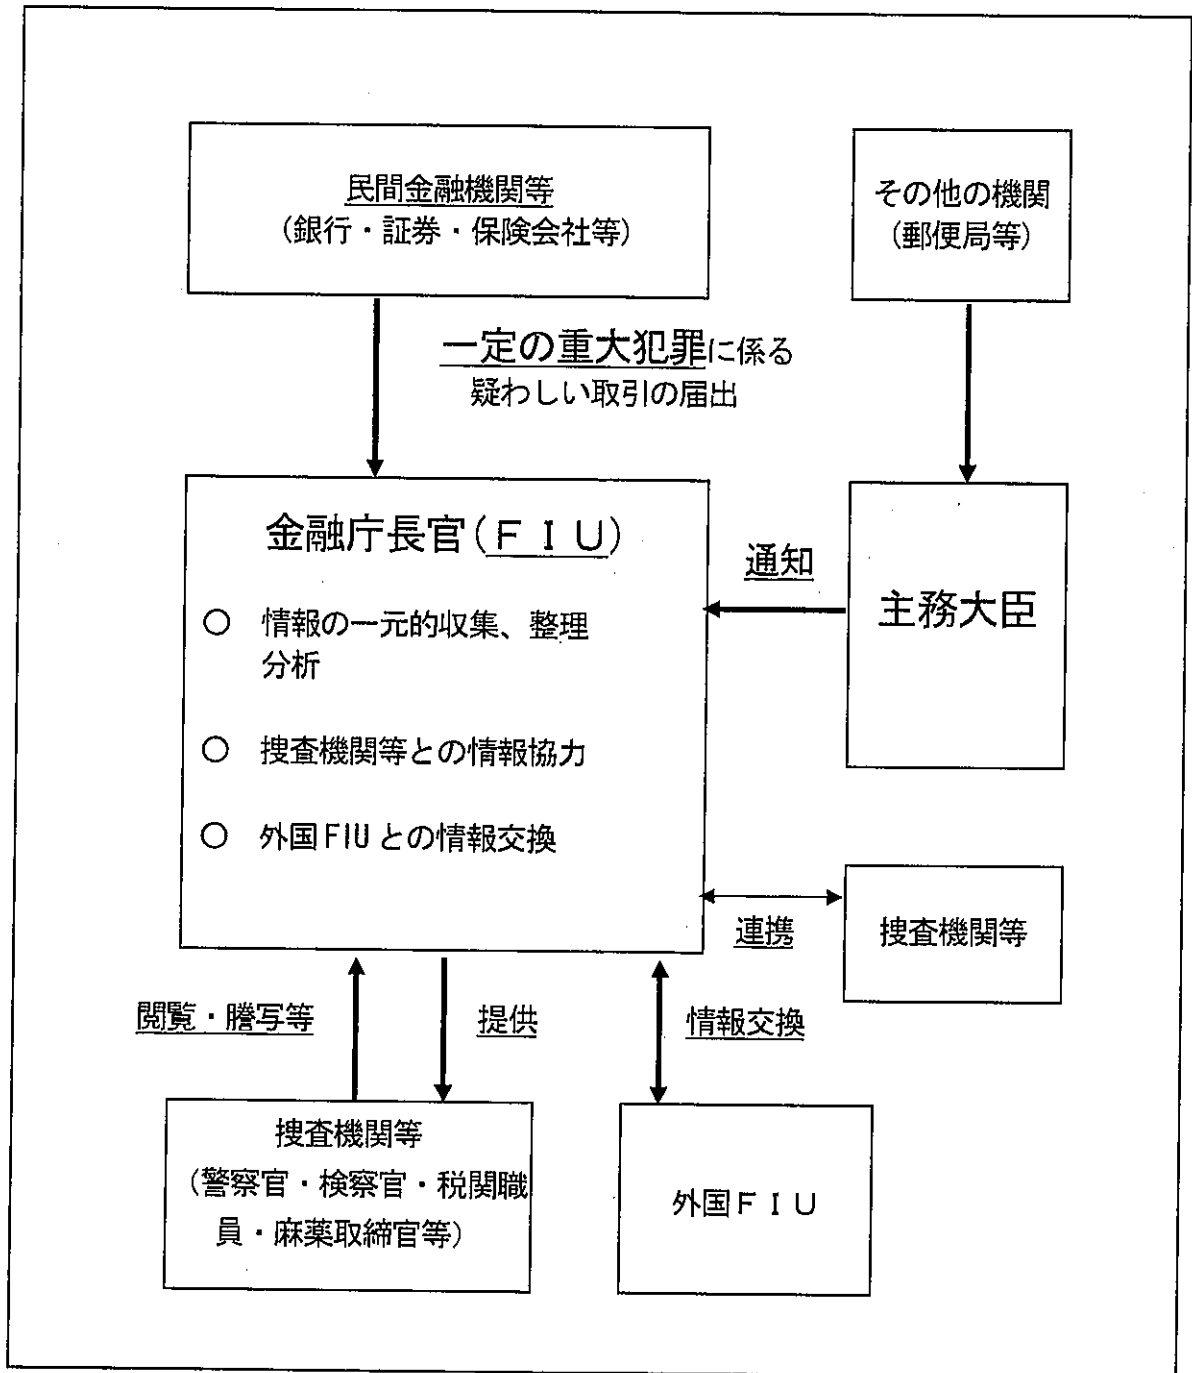 民間金融機関等
（銀行・証券・保険会社等）
その他の機関
（郵便局等）
一定の重大犯罪に係る
疑わしい取引の届出
金融庁長官（ＦＩＵ）
○ 情報の一元的収集、整理
分析
○ 捜査機関等との情報協力
○ 外国FIUとの情報交換
通知
主務大臣
連携
捜査機関等
閲覧・謄写等
提供
情報交換
捜査機関等
（警察官・検察官・税関職
員・麻薬取締官等）
外国ＦＩＵ